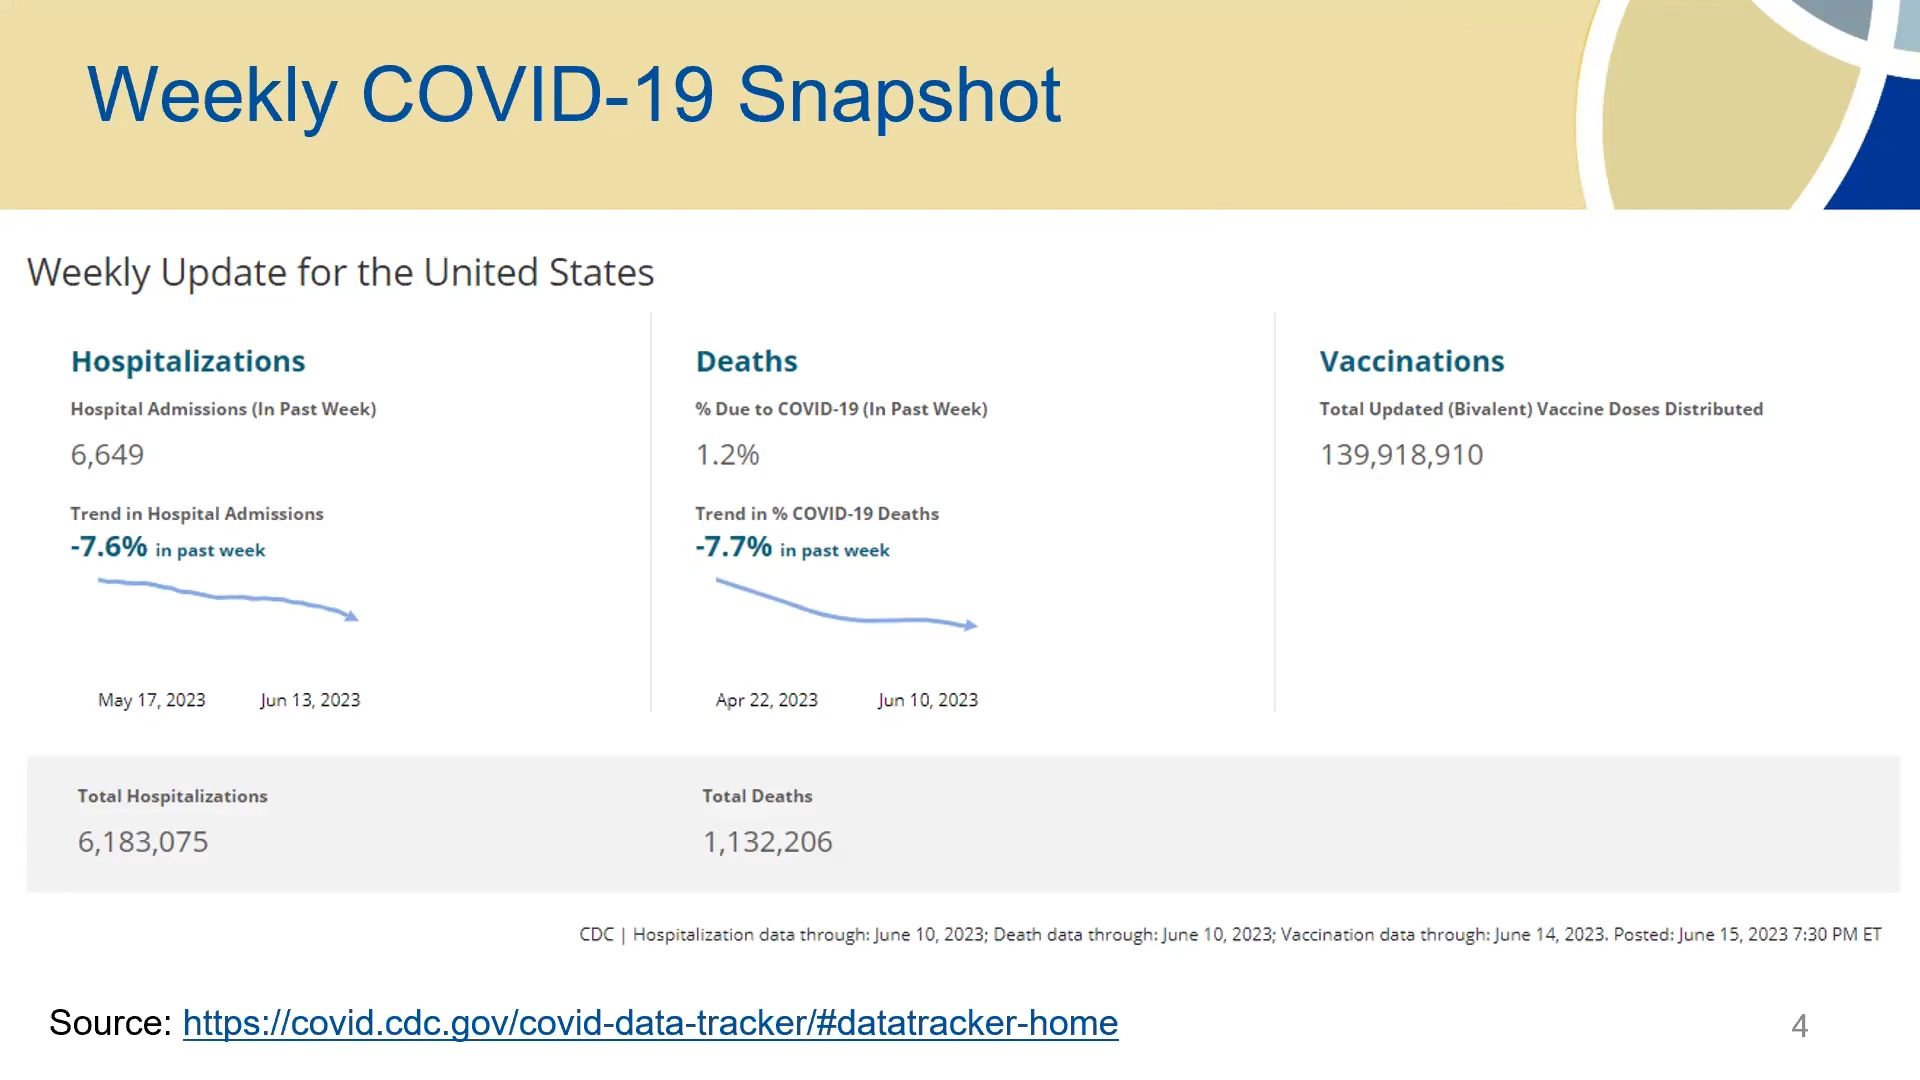 Weekly COVID-19 Snapshot
Weekly Update for the United States
Hospitalizations
Hospital Admissions (In Past Week)
6,649
Trend in Hospital Admissions
-7.6% in past week
May 17, 2023 Jun 13, 2023
Deaths
% Due to COVID-19 (In Past Week)
1.2%
Trend in % COVID-19 Deaths
-7.7% in past week
Apr 22, 2023 Jun 10, 2023
Vaccinations
Total Updated (Bivalent) Vaccine Doses Distributed
139,918,910
Total Hospitalizations
6,183,075
Total Deaths
1,132,206
CDC | Hospitalization data through: June 10, 2023; Death data through: June 10, 2023; Vaccination data through: June 14, 2023. Posted: June 15, 2023 7:30 PM ET
Source: https://covid.cdc.gov/covid-data-tracker/#datatracker-home
4